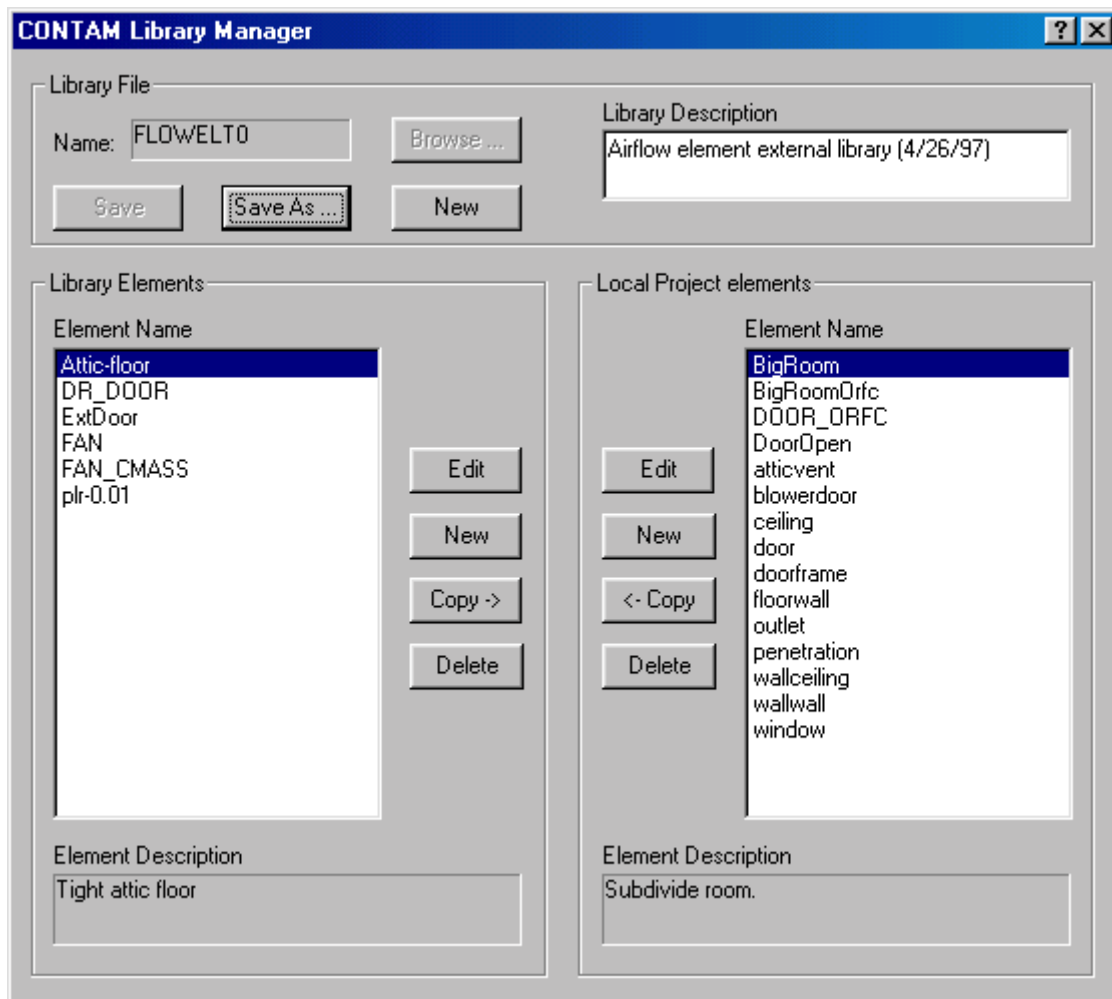 CONTAM Library Manager
Library File
Name: FLOWELT0
Browse ...
Library Description
Airflow element external library (4/26/97)
Save
Save As ...
New
Library Elements
Element Name
Attic-floor
DR_DOOR
ExtDoor
FAN
FAN_CMASS
plr-0.01
Edit
New
Copy ->
Delete
Element Description
Tight attic floor
Local Project elements
Element Name
BigRoom
BigRoomOrfc
DOOR_ORFC
DoorOpen
atticvent
blowerdoor
ceiling
door
doorframe
floorwall
outlet
penetration
wallceiling
wallwall
window
Edit
New
<- Copy
Delete
Element Description
Subdivide room.